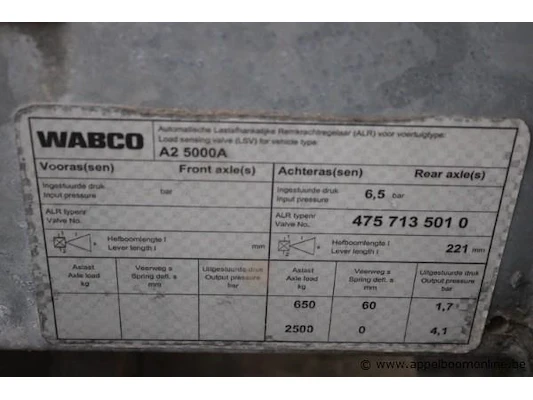 WABCO
Automatische Lastafhankelijke Remkrachtregelaar (ALR) voor voertuigtype:
Load sensing valve (LSV) for vehicle type:
A2 5000A
Vooras(sen) Front axle(s) Achteras(sen) Rear axle(s)
Ingestuurde druk Ingestuurde druk
Input pressure bar Input pressure 6,5 bar
ALR typenr ALR typenr
Valve No. Valve No. 475 713 501 0
Hefboomlengte l Hefboomlengte l
Lever length l mm Lever length l 221 mm
Aslast Veerweg s Uitgestuurde druk Aslast Veerweg s Uitgestuurde druk
Axle load Spring defl. s Output pressure Axle load Spring defl. s Output pressure
kg mm bar kg mm bar
650 60 1,7
2500 0 4,1
www.appelboomonline.be